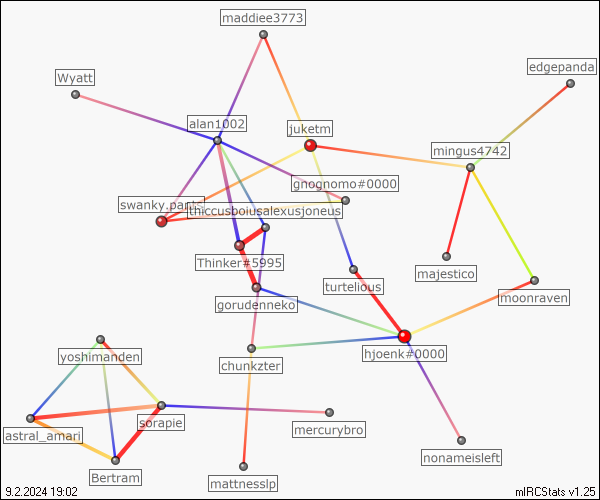 maddiee3773
edgepanda
Wyatt
alan1002
juketm
mingus4742
gnognomo#0000
swanky.pants
thiccusboiusalexusjoneus
Thinker#5995
majestico
turtelious
moonraven
gorudenneko
yoshimanden
chunkzter
hjoenk#0000
sorapie
mercurybro
astral_amari
nonameisleft
Bertram
mattnesslp
9.2.2024 19:02
mIRCStats v1.25